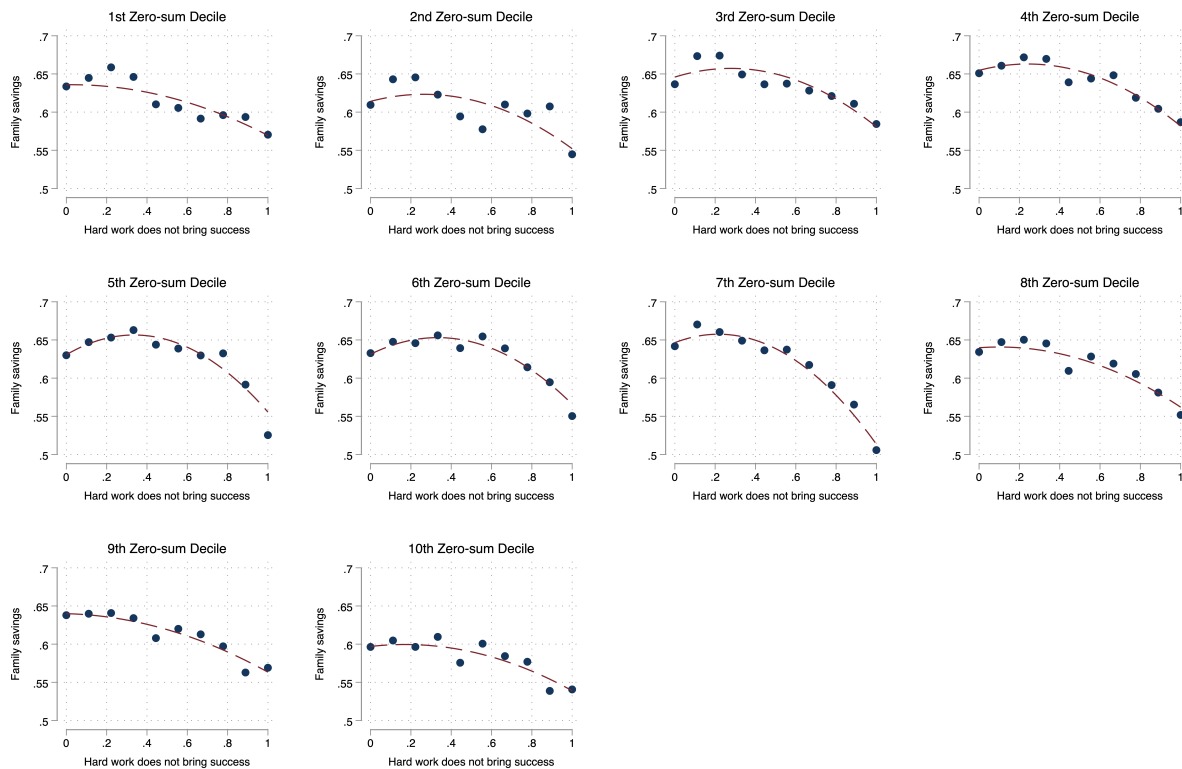 1st Zero-sum Decile
Family savings
.7
.65
.6
.55
.5
0 .2 .4 .6 .8 1
Hard work does not bring success
2nd Zero-sum Decile
Family savings
.7
.65
.6
.55
.5
0 .2 .4 .6 .8 1
Hard work does not bring success
3rd Zero-sum Decile
Family savings
.7
.65
.6
.55
.5
0 .2 .4 .6 .8 1
Hard work does not bring success
4th Zero-sum Decile
Family savings
.7
.65
.6
.55
.5
0 .2 .4 .6 .8 1
Hard work does not bring success
5th Zero-sum Decile
Family savings
.7
.65
.6
.55
.5
0 .2 .4 .6 .8 1
Hard work does not bring success
6th Zero-sum Decile
Family savings
.7
.65
.6
.55
.5
0 .2 .4 .6 .8 1
Hard work does not bring success
7th Zero-sum Decile
Family savings
.7
.65
.6
.55
.5
0 .2 .4 .6 .8 1
Hard work does not bring success
8th Zero-sum Decile
Family savings
.7
.65
.6
.55
.5
0 .2 .4 .6 .8 1
Hard work does not bring success
9th Zero-sum Decile
Family savings
.7
.65
.6
.55
.5
0 .2 .4 .6 .8 1
Hard work does not bring success
10th Zero-sum Decile
Family savings
.7
.65
.6
.55
.5
0 .2 .4 .6 .8 1
Hard work does not bring success